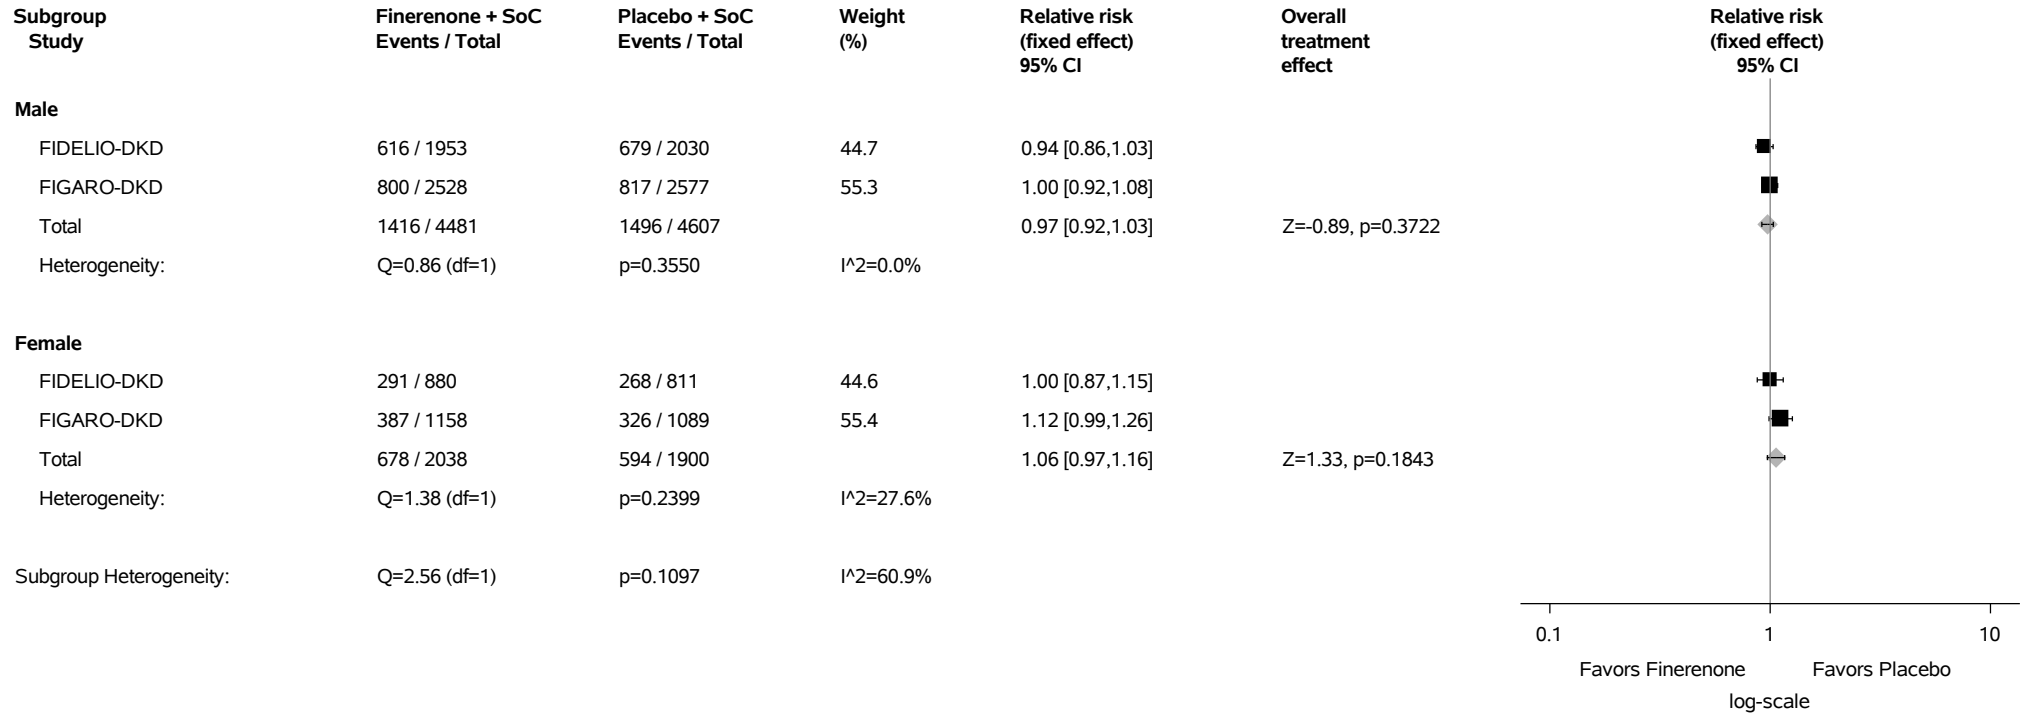 Subgroup Finerenone + SoC Placebo + SoC Weight Relative risk Overall Relative risk
Study Events / Total Events / Total (%) (fixed effect) treatment (fixed effect)
95% CI effect 95% CI
Male
FIDELIO-DKD 616 / 1953 679 / 2030 44.7 0.94 [0.86,1.03]
FIGARO-DKD 800 / 2528 817 / 2577 55.3 1.00 [0.92,1.08]
Total 1416 / 4481 1496 / 4607 0.97 [0.92,1.03] Z=-0.89, p=0.3722
Heterogeneity: Q=0.86 (df=1) p=0.3550 I^2=0.0%
Female
FIDELIO-DKD 291 / 880 268 / 811 44.6 1.00 [0.87,1.15]
FIGARO-DKD 387 / 1158 326 / 1089 55.4 1.12 [0.99,1.26]
Total 678 / 2038 594 / 1900 1.06 [0.97,1.16] Z=1.33, p=0.1843
Heterogeneity: Q=1.38 (df=1) p=0.2399 I^2=27.6%
Subgroup Heterogeneity: Q=2.56 (df=1) p=0.1097 I^2=60.9%
0.1 1 10
Favors Finerenone Favors Placebo
log-scale